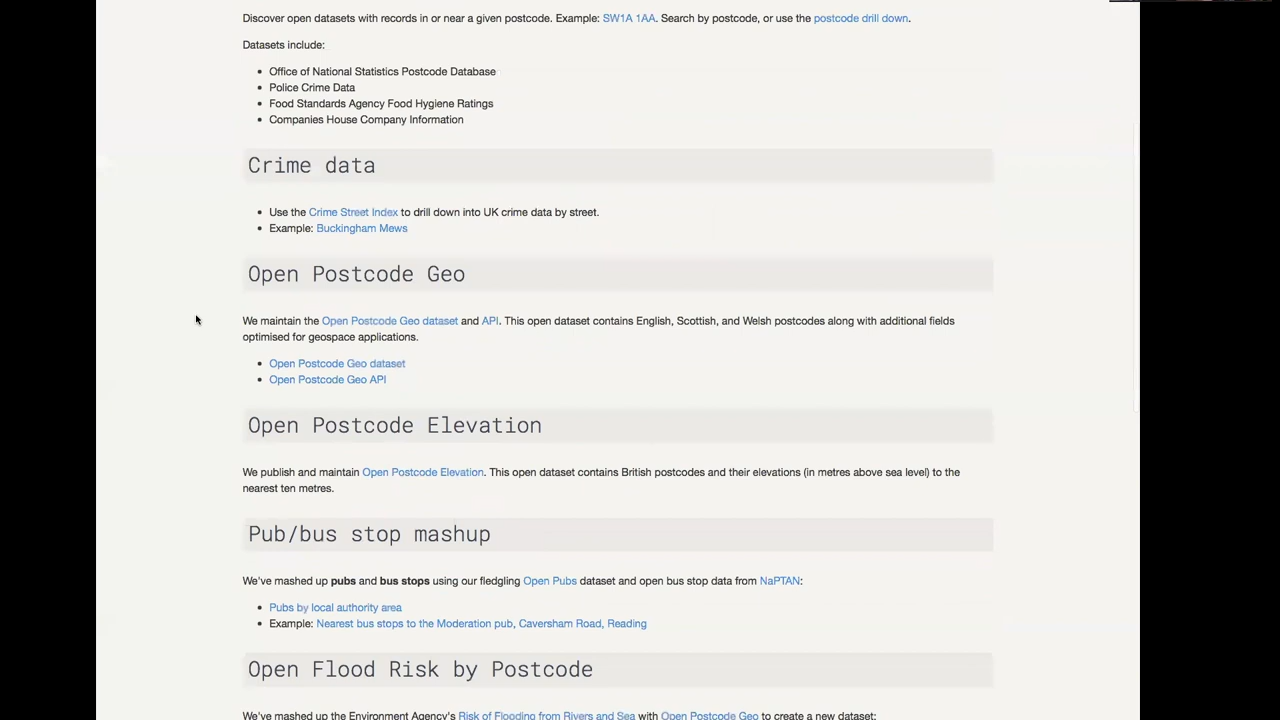 Discover open datasets with records in or near a given postcode. Example: SW1A 1AA. Search by postcode, or use the postcode drill down.
Datasets include:
Office of National Statistics Postcode Database
Police Crime Data
Food Standards Agency Food Hygiene Ratings
Companies House Company Information
Crime data
Use the Crime Street Index to drill down into UK crime data by street.
Example: Buckingham Mews
Open Postcode Geo
We maintain the Open Postcode Geo dataset and API. This open dataset contains English, Scottish, and Welsh postcodes along with additional fields
optimised for geospace applications.
Open Postcode Geo dataset
Open Postcode Geo API
Open Postcode Elevation
We publish and maintain Open Postcode Elevation. This open dataset contains British postcodes and their elevations (in metres above sea level) to the
nearest ten metres.
Pub/bus stop mashup
We've mashed up pubs and bus stops using our fledgling Open Pubs dataset and open bus stop data from NaPTAN:
Pubs by local authority area
Example: Nearest bus stops to the Moderation pub, Caversham Road, Reading
Open Flood Risk by Postcode
We've mashed up the Environment Agency's Risk of Flooding from Rivers and Sea with Open Postcode Geo to create a new dataset: